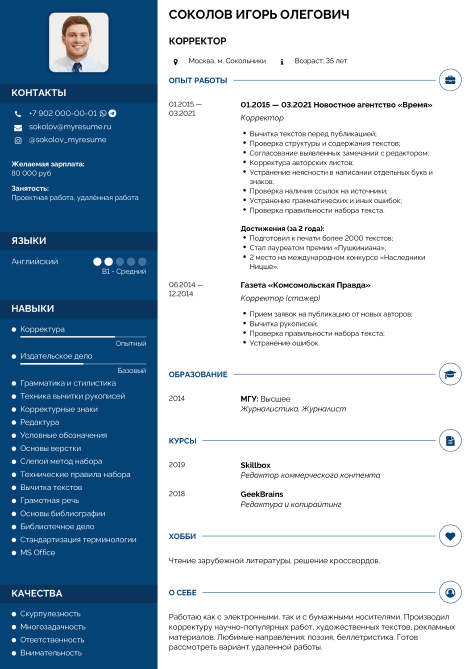 КОНТАКТЫ
+7 902 000-00-01
sokolov@myresume.ru
@sokolov_myresume
Желаемая зарплата:
80 000 руб
Занятость:
Проектная работа, удалённая работа
ЯЗЫКИ
Английский
B1 - Средний
НАВЫКИ
Корректура
Опытный
Издательское дело
Базовый
Грамматика и стилистика
Техника вычитки рукописей
Корректурные знаки
Редактура
Условные обозначения
Основы верстки
Слепой метод набора
Технические правила набора
Вычитка текстов
Грамотная речь
Основы библиографии
Библиотечное дело
Стандартизация терминологии
MS Office
КАЧЕСТВА
Скурпулезность
Многозадачность
Ответственность
Внимательность
СОКОЛОВ ИГОРЬ ОЛЕГОВИЧ
КОРРЕКТОР
Москва, м. Сокольники
Возраст: 35 лет
ОПЫТ РАБОТЫ
01.2015 —
03.2021
01.2015 — 03.2021 Новостное агентство «Время»
Корректор
Вычитка текстов перед публикацией;
Проверка структуры и содержания текстов;
Согласование выявленных замечаний с редактором;
Корректура авторских листов;
Устранение неясности в написании отдельных букв и
знаков;
Проверка наличия ссылок на источники;
Устранение грамматических и иных ошибок;
Проверка правильности набора текста.
Достижения (за 2 года):
Подготовил к печати более 2000 текстов;
Стал лауреатом премии «Пушкиниана»;
2 место на международном конкурсе «Наследники
Ницше».
06.2014 —
12.2014
Газета «Комсомольская Правда»
Корректор (стажер)
Прием заявок на публикацию от новых авторов;
Вычитка рукописей;
Проверка правильности набора текста;
Устранение ошибок.
ОБРАЗОВАНИЕ
2014
МГУ: Высшее
Журналистика, Журналист
КУРСЫ
2019
Skillbox
Редактор коммерческого контента
2018
GeekBrains
Редактура и копирайтинг
ХОББИ
Чтение зарубежной литературы, решение кроссвордов.
О СЕБЕ
Работаю как с электронными, так и с бумажными носителями. Производил
корректуру научно-популярных работ, художественных текстов, рекламных
материалов. Любимые направления: поэзия, беллетристика. Готов
рассмотреть вариант удаленной работы.